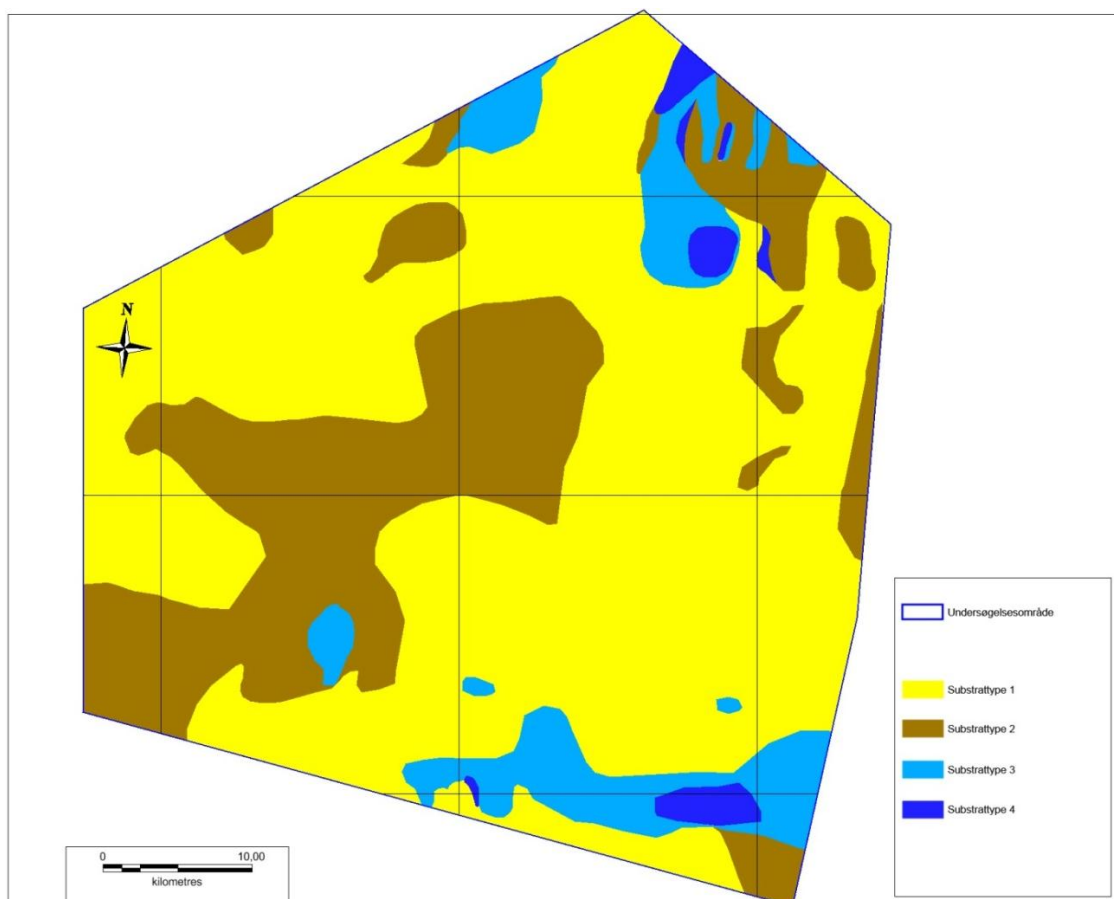 N
Undersøgelsesområde
Substrattype 1
Substrattype 2
Substrattype 3
Substrattype 4
0 10,00
kilometres